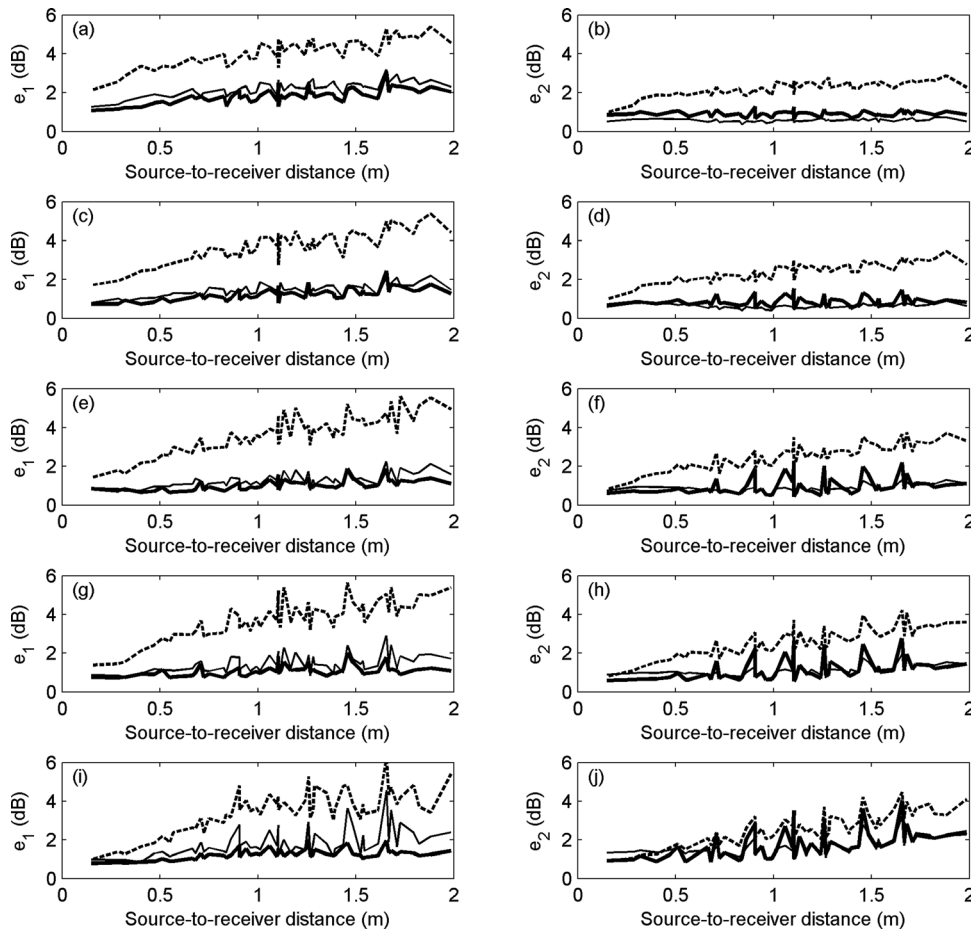 (a)
e1 (dB)
6
4
2
0
0 0.5 1 1.5 2
Source-to-receiver distance (m)
(b)
e2 (dB)
6
4
2
0
0 0.5 1 1.5 2
Source-to-receiver distance (m)
(c)
e1 (dB)
6
4
2
0
0 0.5 1 1.5 2
Source-to-receiver distance (m)
(d)
e2 (dB)
6
4
2
0
0 0.5 1 1.5 2
Source-to-receiver distance (m)
(e)
e1 (dB)
6
4
2
0
0 0.5 1 1.5 2
Source-to-receiver distance (m)
(f)
e2 (dB)
6
4
2
0
0 0.5 1 1.5 2
Source-to-receiver distance (m)
(g)
e1 (dB)
6
4
2
0
0 0.5 1 1.5 2
Source-to-receiver distance (m)
(h)
e2 (dB)
6
4
2
0
0 0.5 1 1.5 2
Source-to-receiver distance (m)
(i)
e1 (dB)
6
4
2
0
0 0.5 1 1.5 2
Source-to-receiver distance (m)
(j)
e2 (dB)
6
4
2
0
0 0.5 1 1.5 2
Source-to-receiver distance (m)